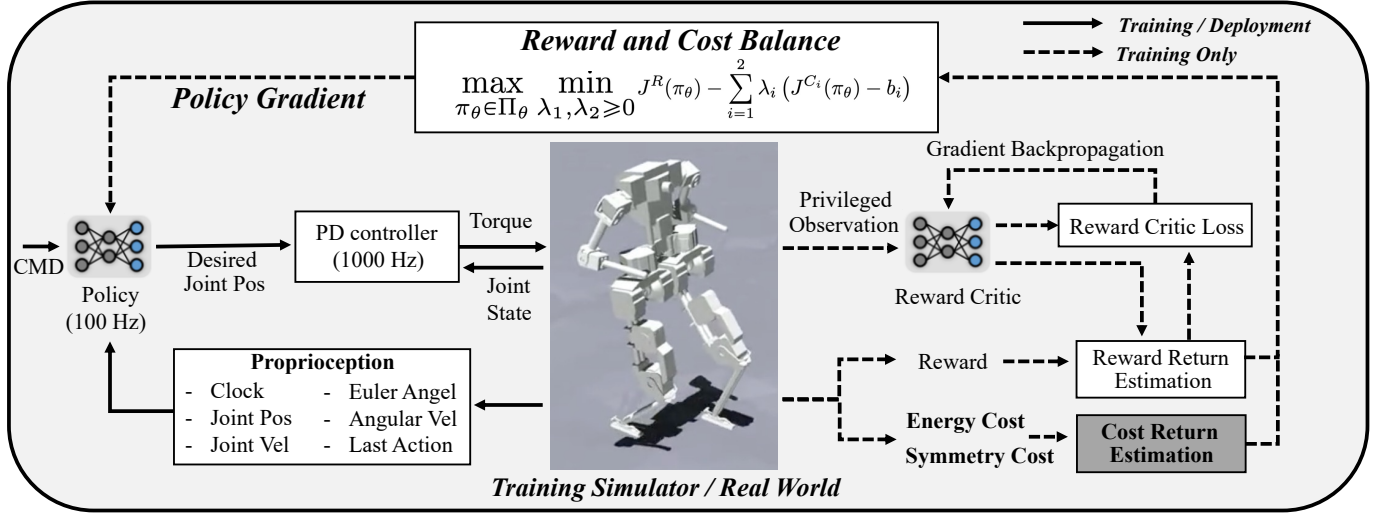 Reward and Cost Balance
max π_θ∈Π_θ min λ_1,λ_2⩾0 J^R(π_θ) − ∑_{i=1}^{2} λ_i (J^{C_i}(π_θ) − b_i)
Training / Deployment
Training Only
Policy Gradient
CMD
Policy
(100 Hz)
Desired
Joint Pos
PD controller
(1000 Hz)
Torque
Joint
State
Proprioception
- Clock
- Joint Pos
- Joint Vel
- Euler Angel
- Angular Vel
- Last Action
Training Simulator / Real World
Privileged
Observation
Gradient Backpropagation
Reward Critic
Reward Critic Loss
Reward
Reward Return
Estimation
Energy Cost
Symmetry Cost
Cost Return
Estimation